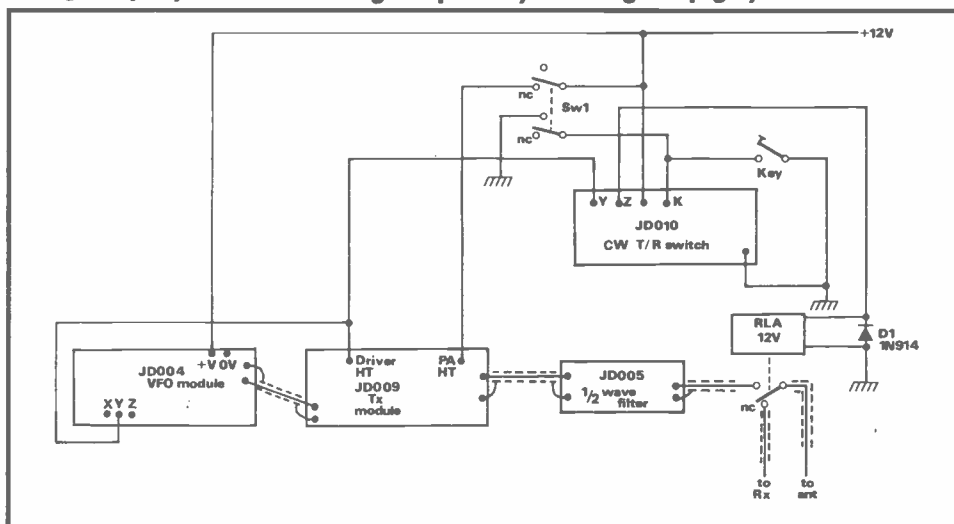 +12V
nc
Sw1
nc
Key
Y Z K
JD010
CW T/R switch
RLA
12V
D1
1N914
+V 0V
JD004
VFO module
X Y Z
Driver
HT
PA
HT
JD009
Tx
module
JD005
1/2 wave
filter
nc
to
Rx
to
ant